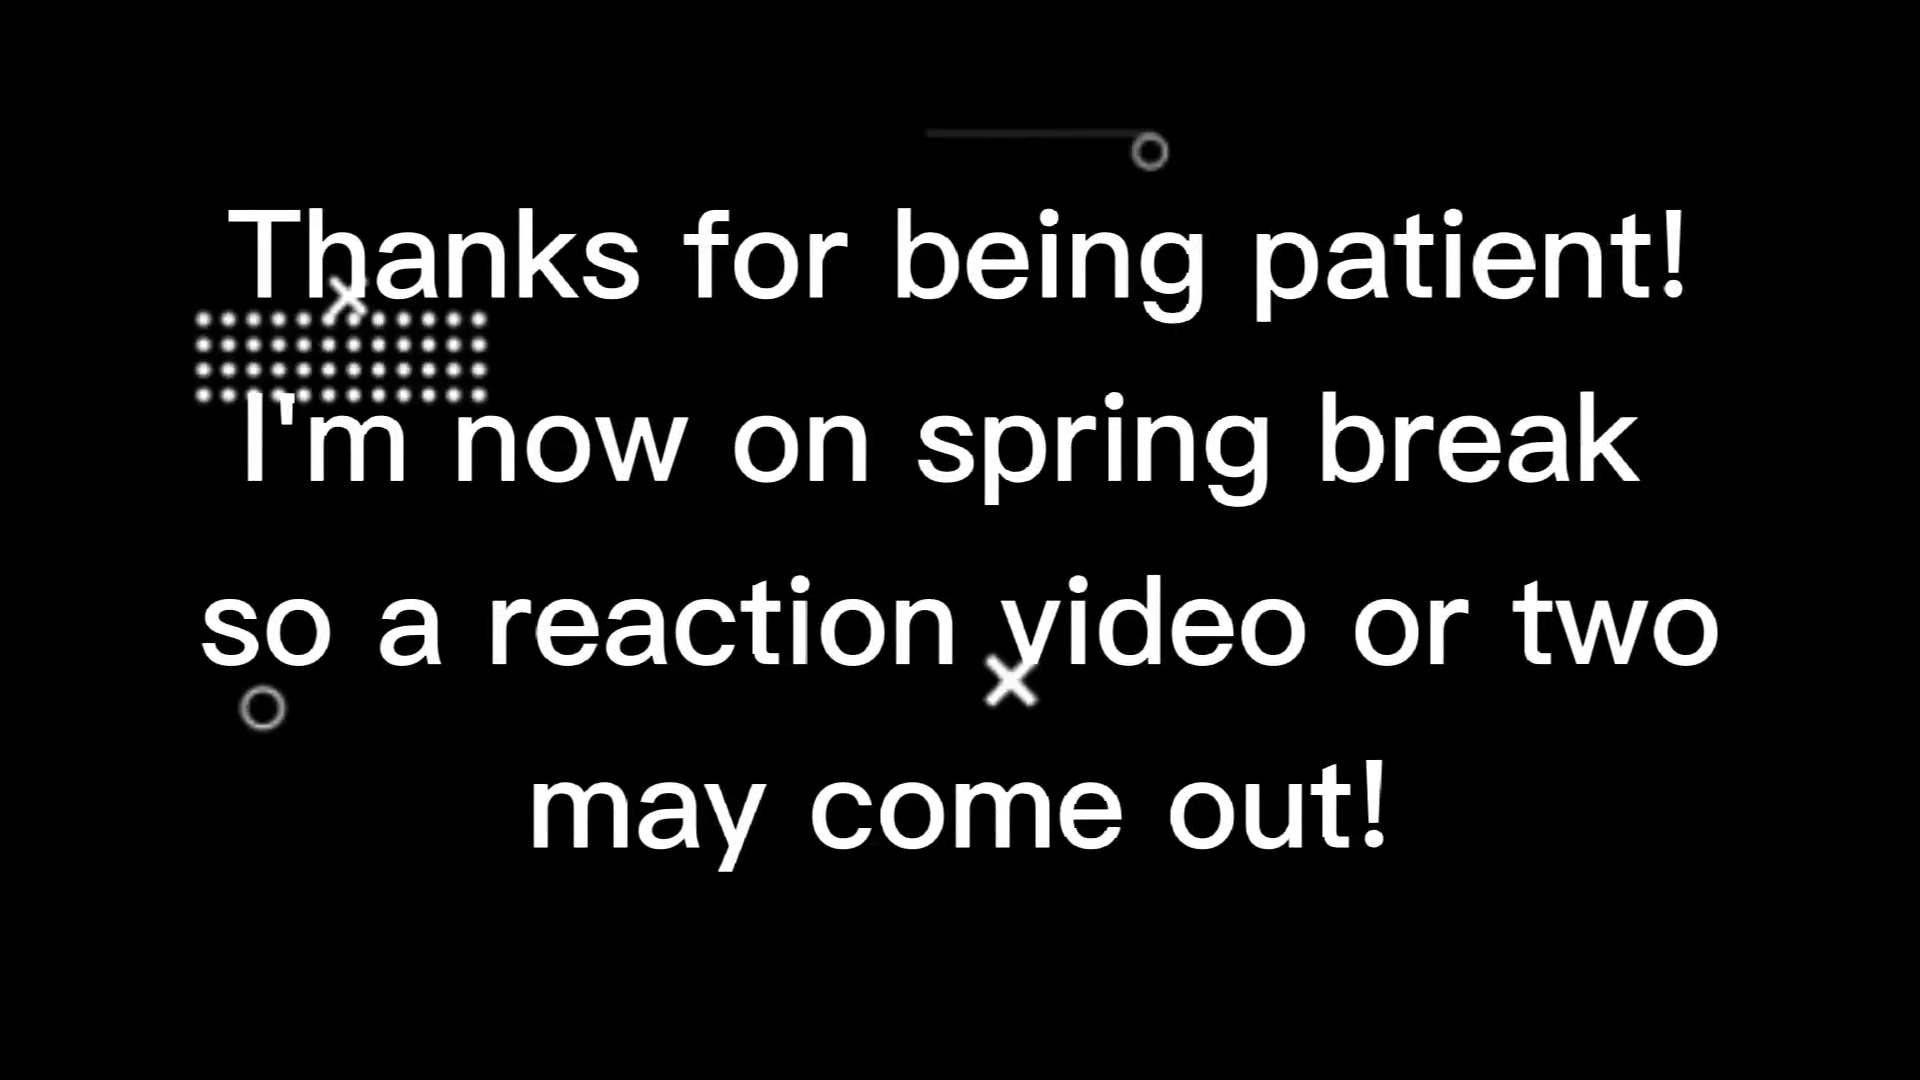 Thanks for being patient!
I'm now on spring break
so a reaction video or two
may come out!